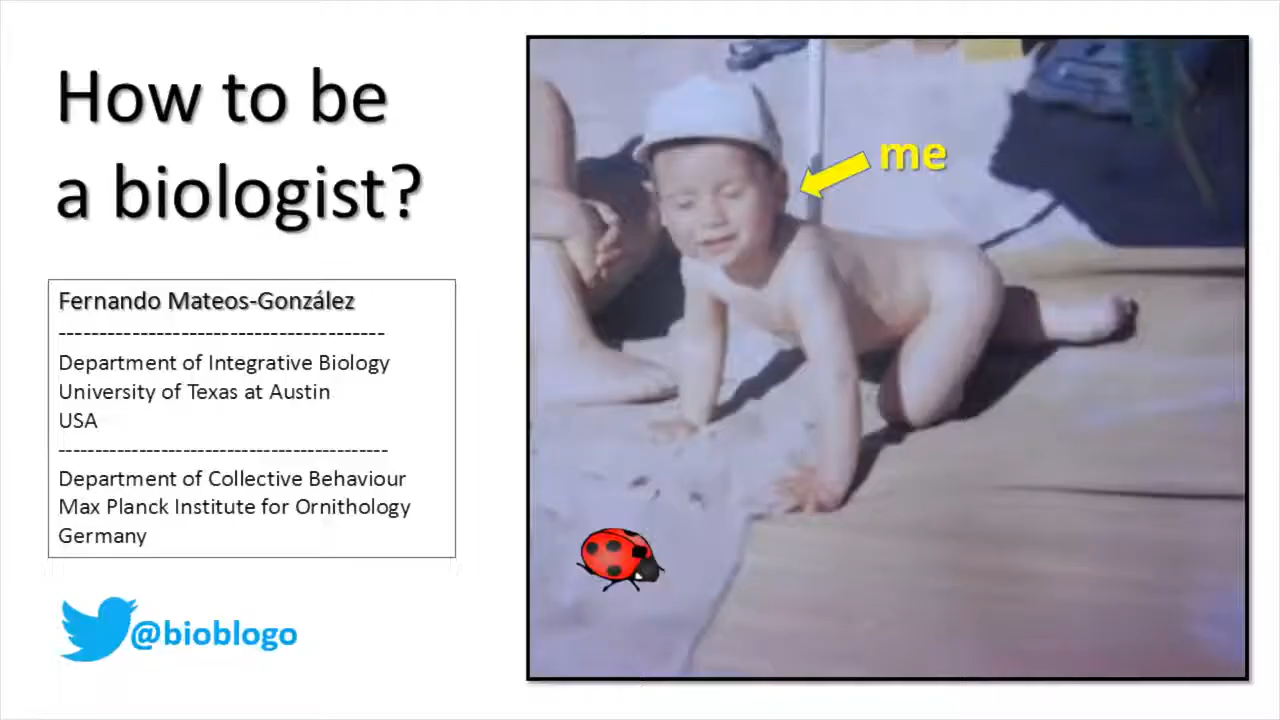 How to be
a biologist?
Fernando Mateos-González
----------------------------------------
Department of Integrative Biology
University of Texas at Austin
USA
----------------------------------------
Department of Collective Behaviour
Max Planck Institute for Ornithology
Germany
@bioblogo
me